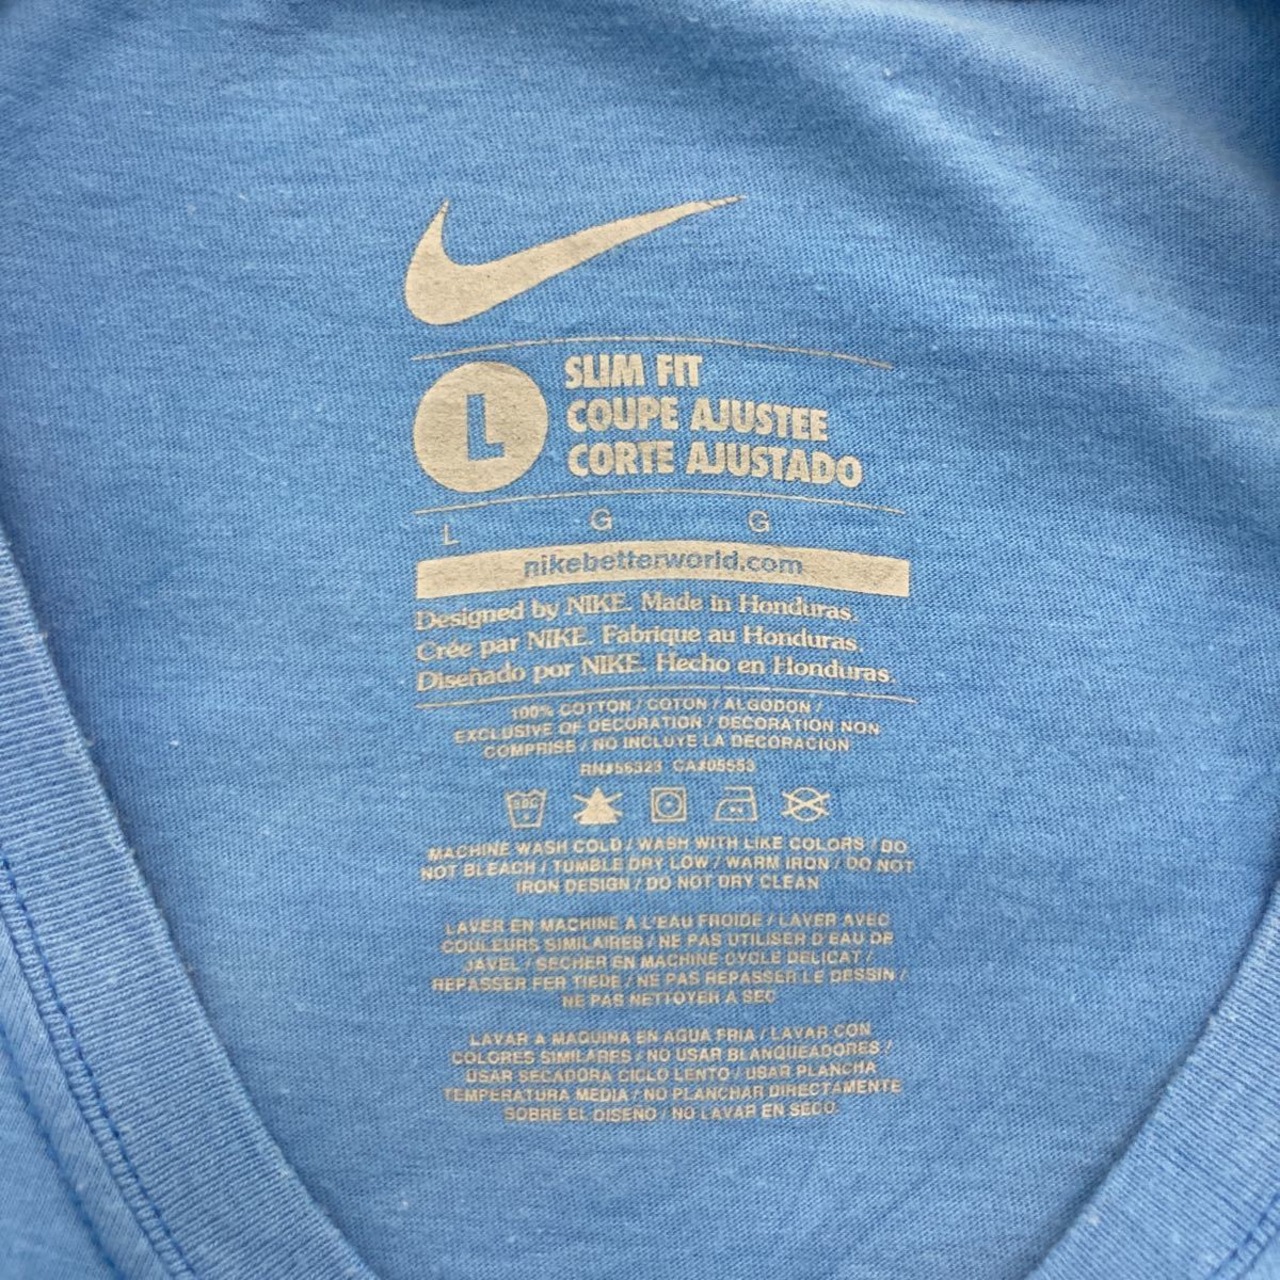 L
SLIM FIT
COUPE AJUSTEE
CORTE AJUSTADO
L G G
nikebetterworld.com
Designed by NIKE. Made in Honduras.
Crée par NIKE. Fabrique au Honduras.
Diseñado por NIKE. Hecho en Honduras.
100% COTTON / COTON / ALGODON /
EXCLUSIVE OF DECORATION / DECORATION NON
COMPRISE / NO INCLUYE LA DECORACION
RN#56323 CA#05553
MACHINE WASH COLD / WASH WITH LIKE COLORS / DO
NOT BLEACH / TUMBLE DRY LOW / WARM IRON / DO NOT
IRON DESIGN / DO NOT DRY CLEAN
LAVER EN MACHINE A L'EAU FROIDE / LAVER AVEC
COULEURS SIMILAIRES / NE PAS UTILISER D'EAU DE
JAVEL / SECHER EN MACHINE CYCLE DELICAT /
REPASSER FER TIEDE / NE PAS REPASSER LE DESSIN /
NE PAS NETTOYER A SEC
LAVAR A MAQUINA EN AGUA FRIA / LAVAR CON
COLORES SIMILARES / NO USAR BLANQUEADORES /
USAR SECADORA CICLO LENTO / USAR PLANCHA
TEMPERATURA MEDIA / NO PLANCHAR DIRECTAMENTE
SOBRE EL DISENO / NO LAVAR EN SECO